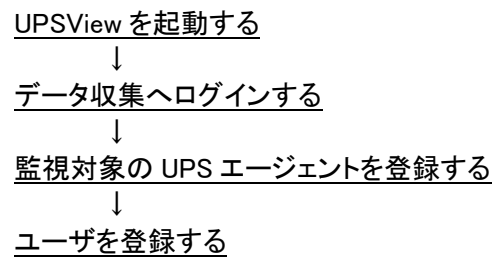 UPSView を起動する
↓
データ収集へログインする
↓
監視対象の UPS エージェントを登録する
↓
ユーザを登録する